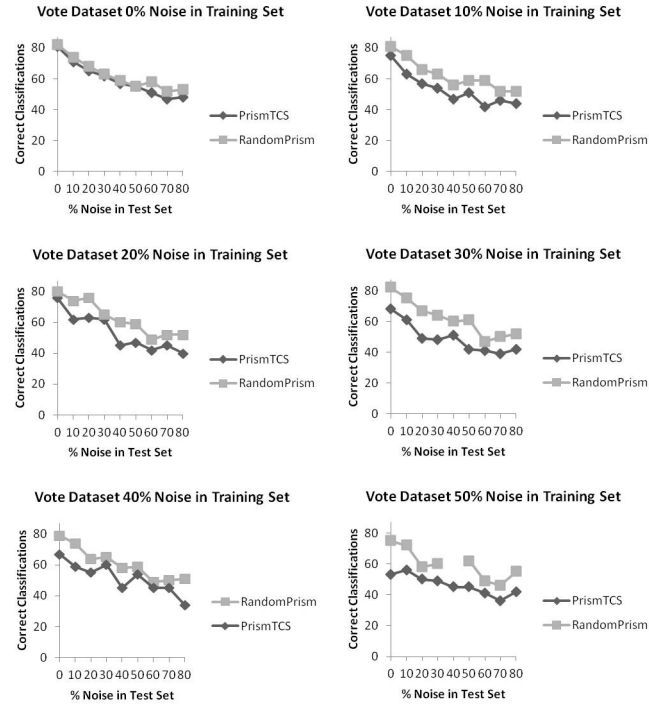 Vote Dataset 0% Noise in Training Set
Correct Classifications
80
60
40
20
0
0 10 20 30 40 50 60 70 80
% Noise in Test Set
PrismTCS
RandomPrism
Vote Dataset 10% Noise in Training Set
Correct Classifications
80
60
40
20
0
0 10 20 30 40 50 60 70 80
% Noise in Test Set
PrismTCS
RandomPrism
Vote Dataset 20% Noise in Training Set
Correct Classifications
80
60
40
20
0
0 10 20 30 40 50 60 70 80
% Noise in Test Set
PrismTCS
RandomPrism
Vote Dataset 30% Noise in Training Set
Correct Classifications
80
60
40
20
0
0 10 20 30 40 50 60 70 80
% Noise in Test Set
PrismTCS
RandomPrism
Vote Dataset 40% Noise in Training Set
Correct Classifications
80
60
40
20
0
0 10 20 30 40 50 60 70 80
% Noise in Test Set
RandomPrism
PrismTCS
Vote Dataset 50% Noise in Training Set
Correct Classifications
80
60
40
20
0
0 10 20 30 40 50 60 70 80
% Noise in Test Set
PrismTCS
RandomPrism